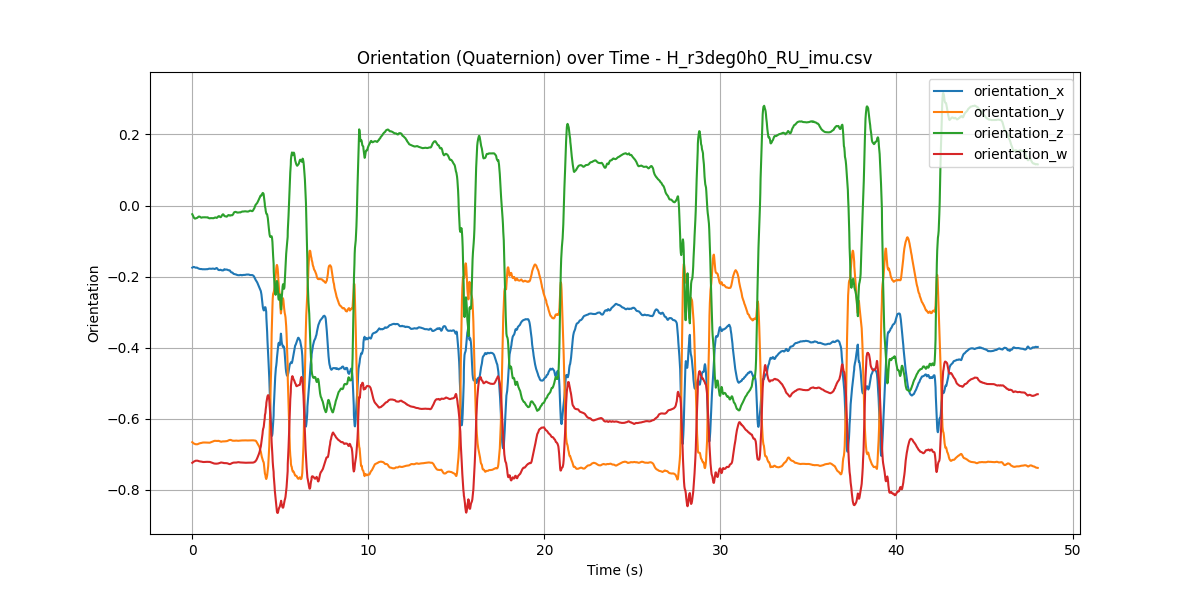 Orientation (Quaternion) over Time - H_r3deg0h0_RU_imu.csv
orientation_x
orientation_y
orientation_z
orientation_w
Orientation
0.2
0.0
−0.2
−0.4
−0.6
−0.8
0 10 20 30 40 50
Time (s)